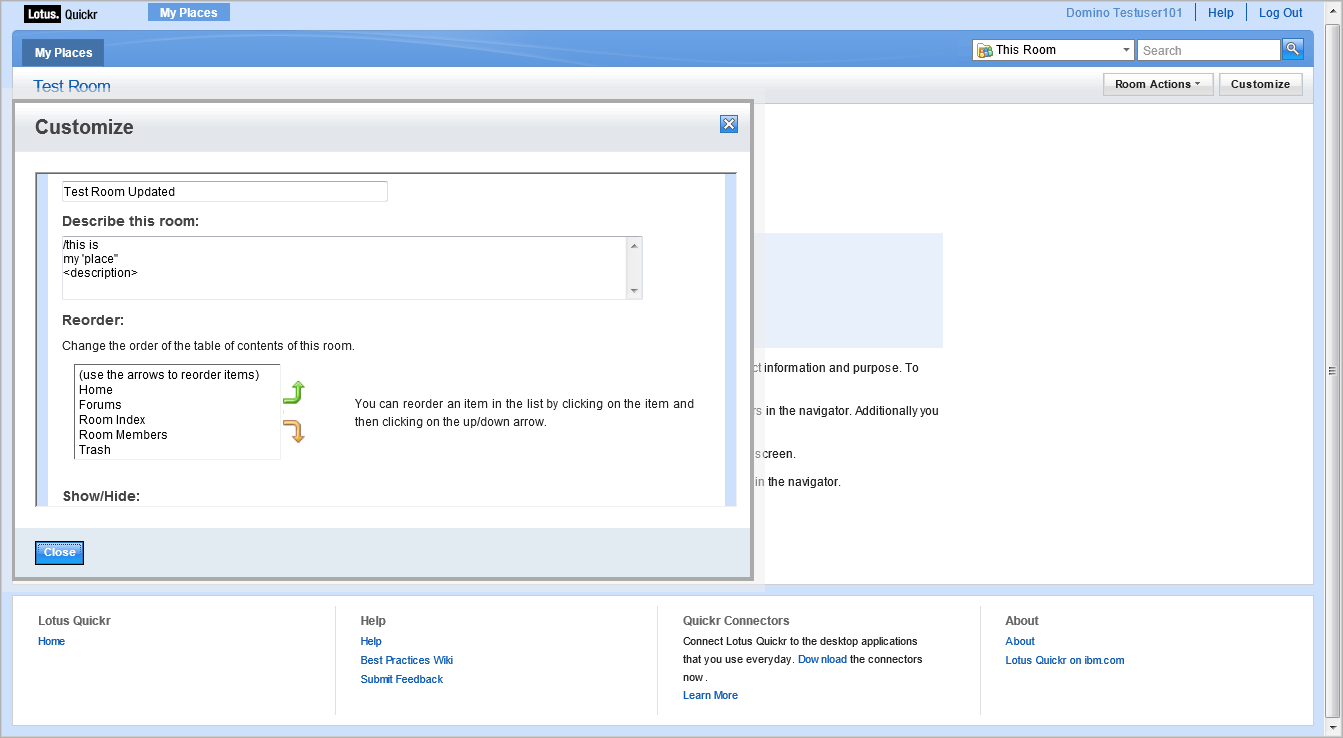 Lotus. Quickr
My Places
Domino Testuser101
Help
Log Out
My Places
This Room
Search
Test Room
Room Actions
Customize
Customize
Test Room Updated
Describe this room:
/this is
my 'place"
<description>
Reorder:
Change the order of the table of contents of this room.
(use the arrows to reorder items)
Home
Forums
Room Index
Room Members
Trash
You can reorder an item in the list by clicking on the item and
then clicking on the up/down arrow.
Show/Hide:
Close
information and purpose. To
in the navigator. Additionally you
screen.
in the navigator.
Lotus Quickr
Home
Help
Help
Best Practices Wiki
Submit Feedback
Quickr Connectors
Connect Lotus Quickr to the desktop applications
that you use everyday. Download the connectors
now .
Learn More
About
About
Lotus Quickr on ibm.com